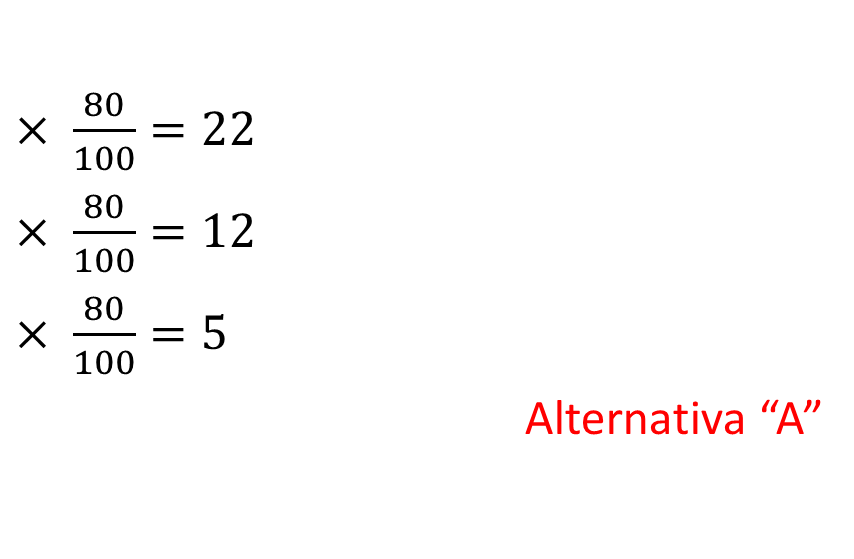 × 80/100 = 22
× 80/100 = 12
× 80/100 = 5
Alternativa “A”